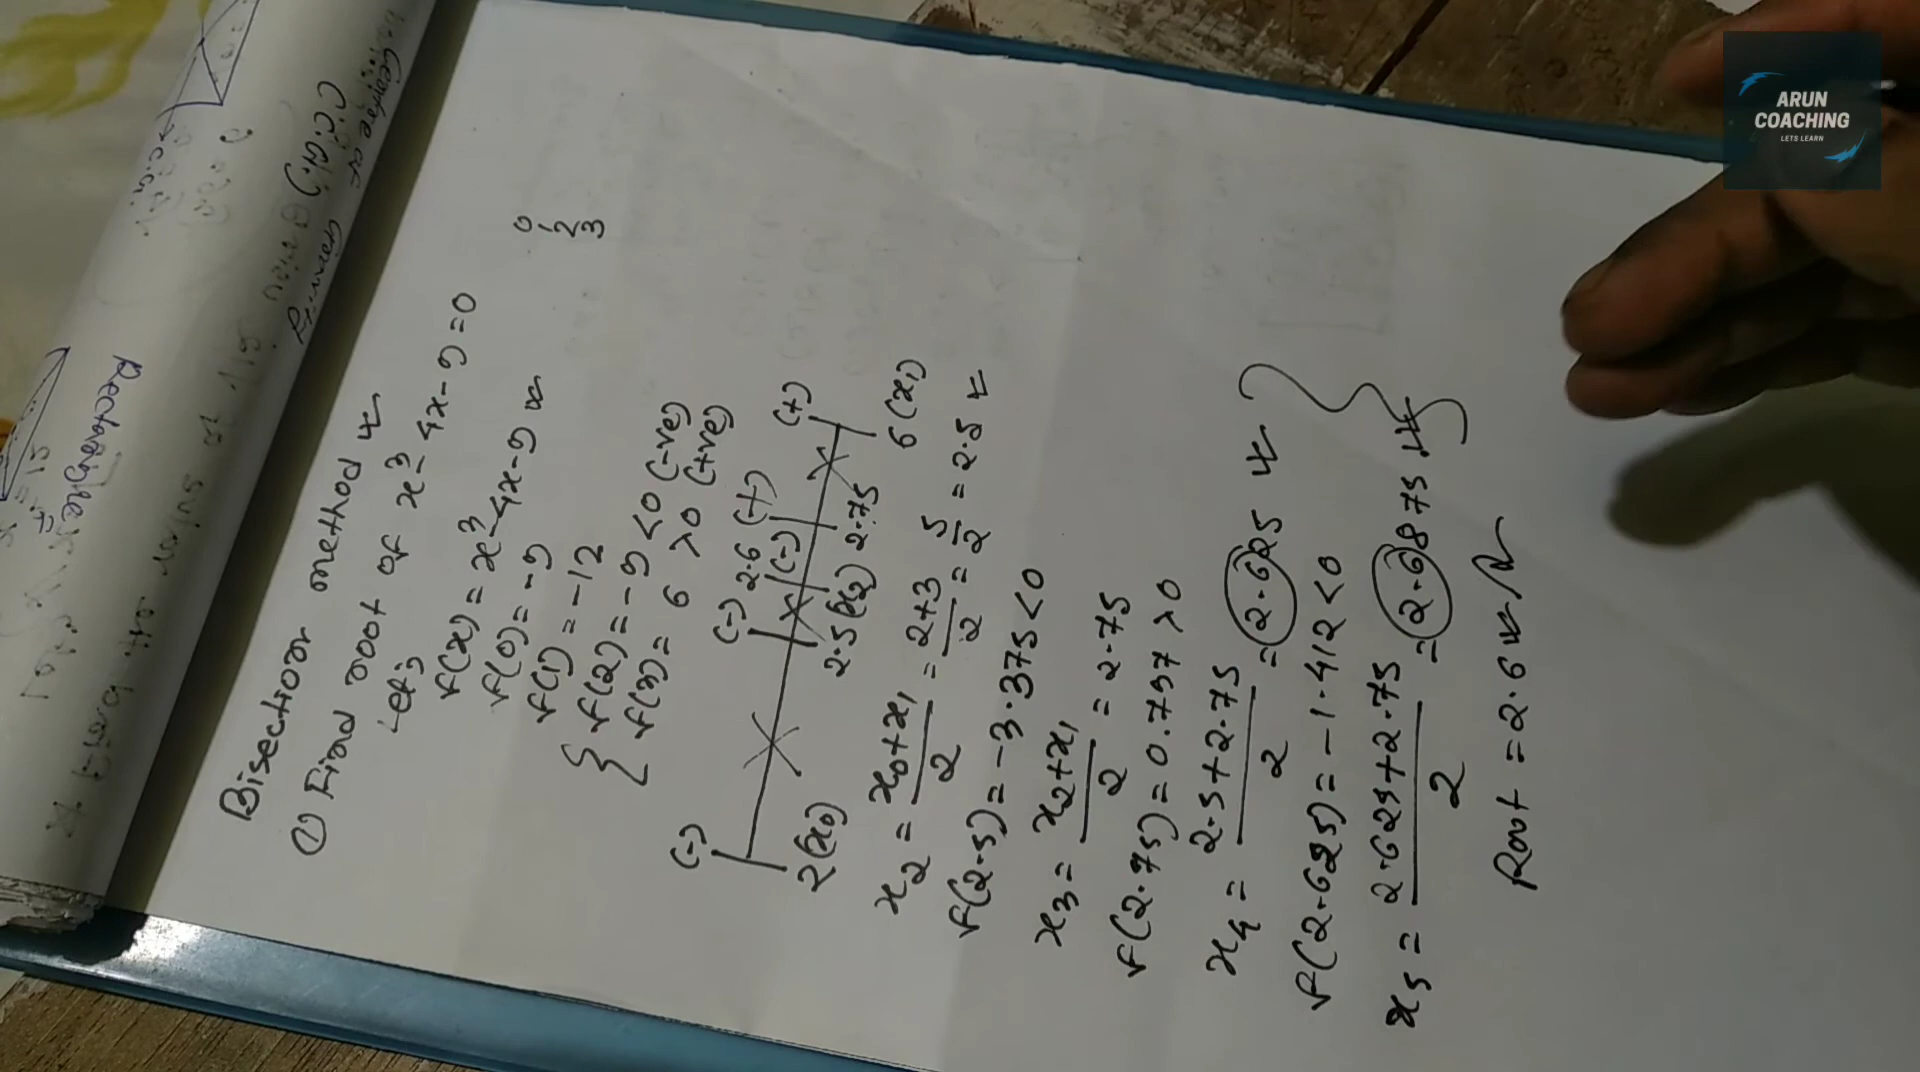 Bisection method
① Find root of x³-4x-9=0
Let,
f(x) = x³-4x-9
f(0) = -9
f(1) = -12
f(2) = -9 <0 (-ve)
f(3) = 6 >0 (+ve)
0
1
2
3
(-) (-) 2.6 (-) (+) (+)
2(x0) 2.5(x2) 2.75 6(x1)
x2 = x0+x1/2 = 2+3/2 = 5/2 = 2.5
f(2.5) = -3.375 <0
x3 = x2+x1/2 = 2.75
f(2.75) = 0.797 >0
x4 = 2.5+2.75/2 = 2.625
f(2.625) = -1.412 <0
x5 = 2.625+2.75/2 = 2.6875
Root = 2.6
Rectangle
ARUN
COACHING
LETS LEARN